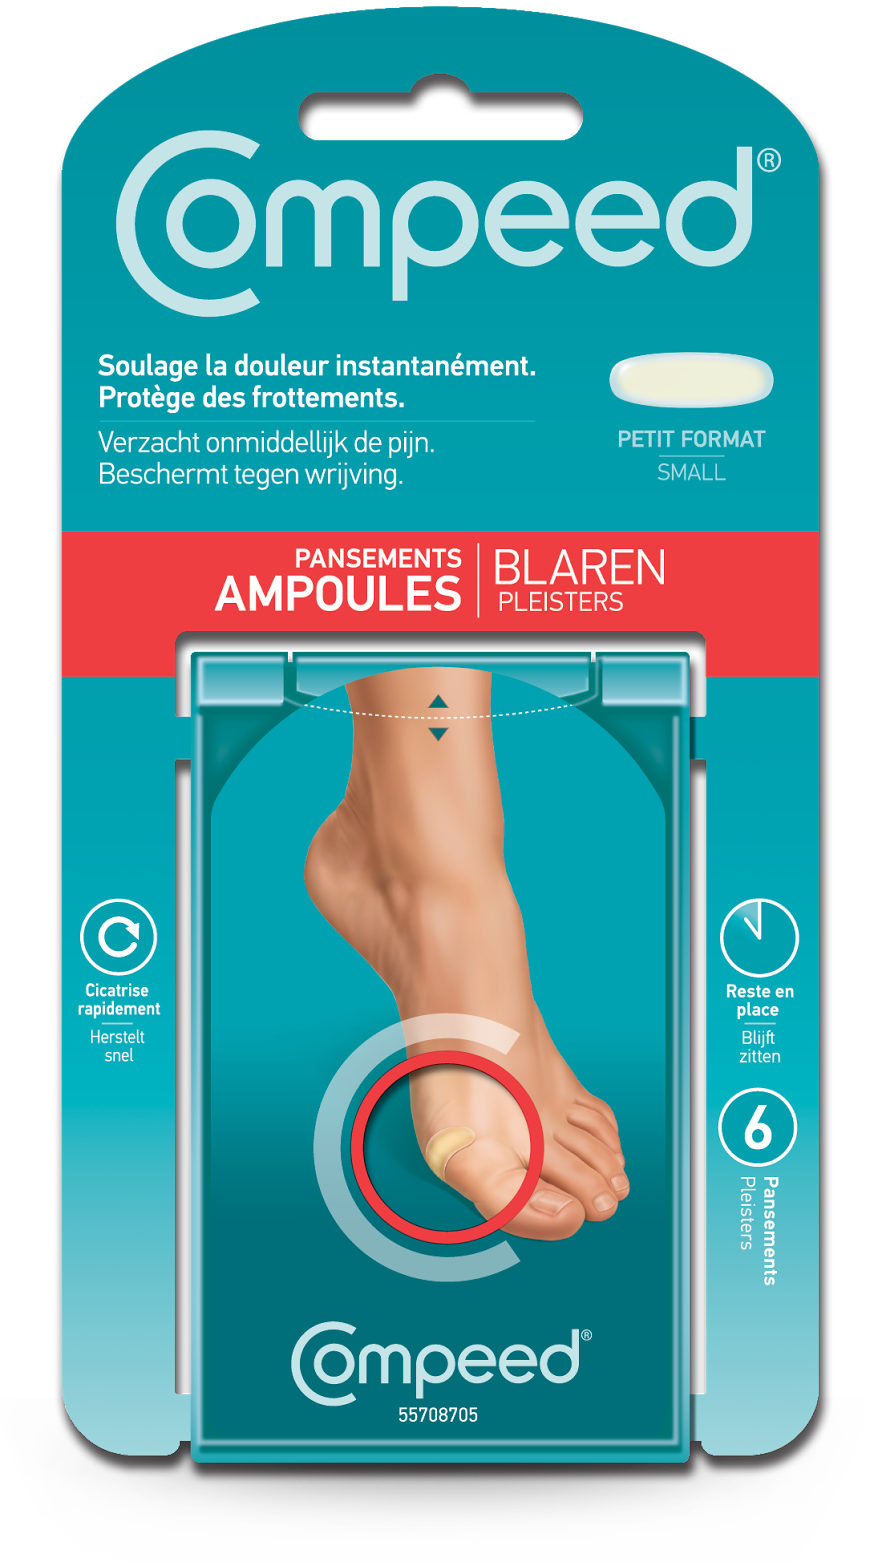 Compeed®
Soulage la douleur instantanément.
Protège des frottements.
Verzacht onmiddellijk de pijn.
Beschermt tegen wrijving.
PETIT FORMAT
SMALL
PANSEMENTS
AMPOULES
BLAREN
PLEISTERS
Cicatrise
rapidement
Herstelt
snel
Reste en
place
Blijft
zitten
6
Pansements
Pleisters
Compeed®
55708705